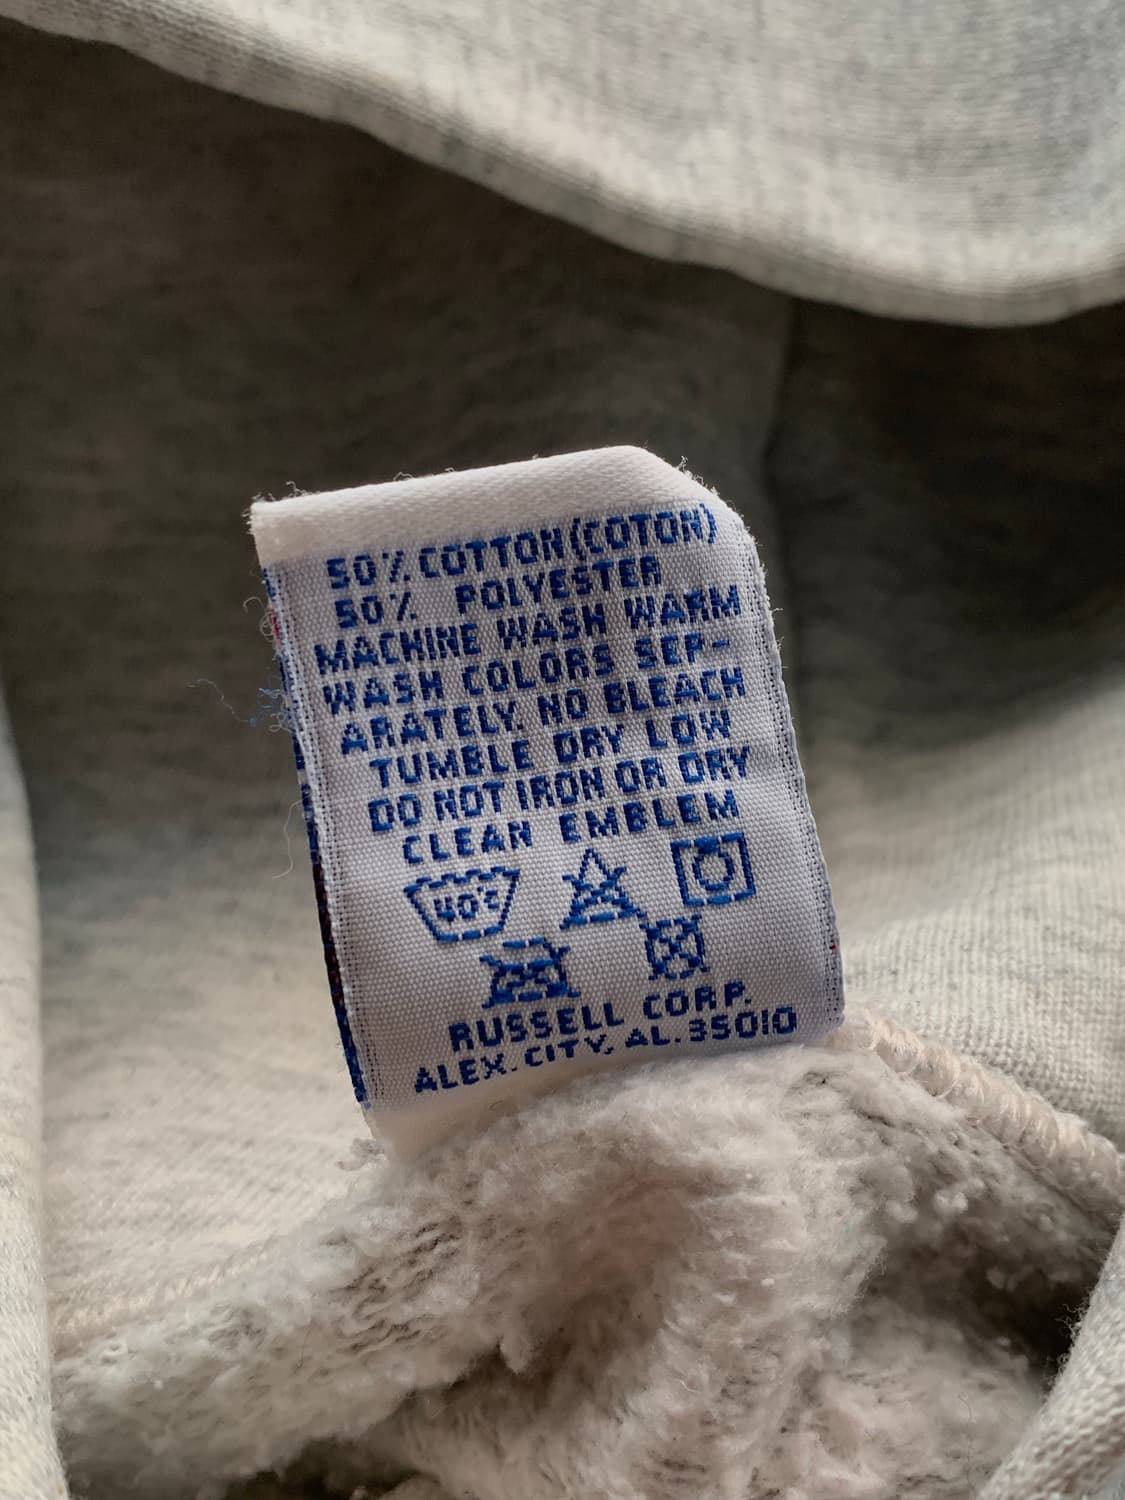 50% COTTON (COTON)
50% POLYESTER
MACHINE WASH WARM
WASH COLORS SEP-
ARATELY. NO BLEACH
TUMBLE DRY LOW
DO NOT IRON OR DRY
CLEAN EMBLEM
40°C
RUSSELL CORP.
ALEX. CITY, AL. 35010